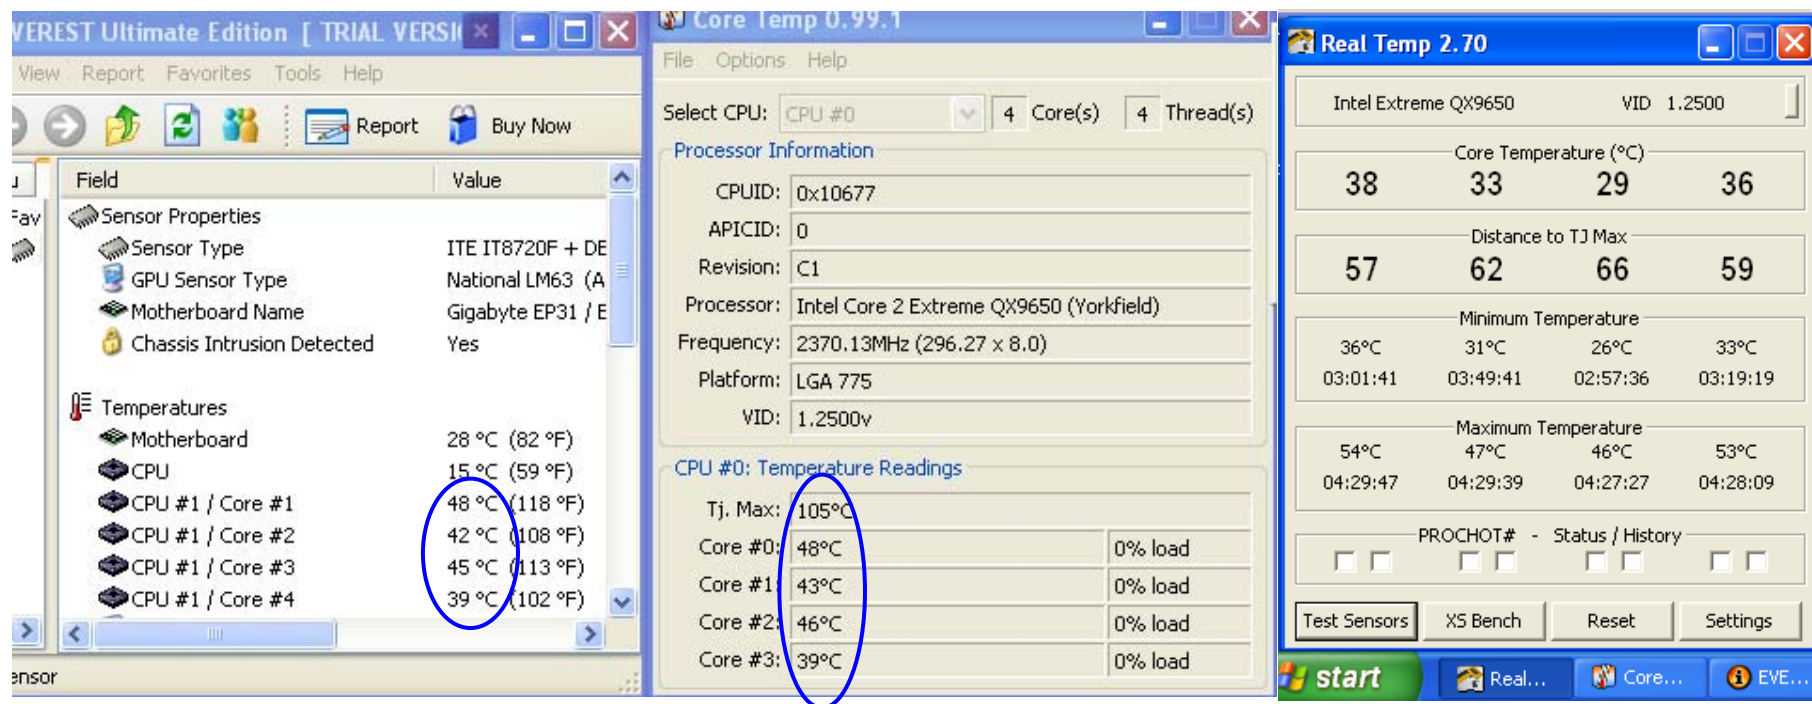 VEREST Ultimate Edition [ TRIAL VERSI
View Report Favorites Tools Help
Report Buy Now
Field Value
Fav
Sensor Properties
Sensor Type ITE IT8720F + DE
GPU Sensor Type National LM63 (A
Motherboard Name Gigabyte EP31 / E
Chassis Intrusion Detected Yes
Temperatures
Motherboard 28 °C (82 °F)
CPU 15 °C (59 °F)
CPU #1 / Core #1 48 °C (118 °F)
CPU #1 / Core #2 42 °C (108 °F)
CPU #1 / Core #3 45 °C (113 °F)
CPU #1 / Core #4 39 °C (102 °F)
ensor
Core Temp 0.99.1
File Options Help
Select CPU: CPU #0 4 Core(s) 4 Thread(s)
Processor Information
CPUID: 0x10677
APICID: 0
Revision: C1
Processor: Intel Core 2 Extreme QX9650 (Yorkfield)
Frequency: 2370.13MHz (296.27 x 8.0)
Platform: LGA 775
VID: 1.2500v
CPU #0: Temperature Readings
Tj. Max: 105°C
Core #0: 48°C 0% load
Core #1: 43°C 0% load
Core #2: 46°C 0% load
Core #3: 39°C 0% load
Real Temp 2.70
Intel Extreme QX9650 VID 1.2500
Core Temperature (°C)
38 33 29 36
Distance to TJ Max
57 62 66 59
Minimum Temperature
36°C 31°C 26°C 33°C
03:01:41 03:49:41 02:57:36 03:19:19
Maximum Temperature
54°C 47°C 46°C 53°C
04:29:47 04:29:39 04:27:27 04:28:09
PROCHOT# - Status / History
Test Sensors XS Bench Reset Settings
start Real... Core... EVE...